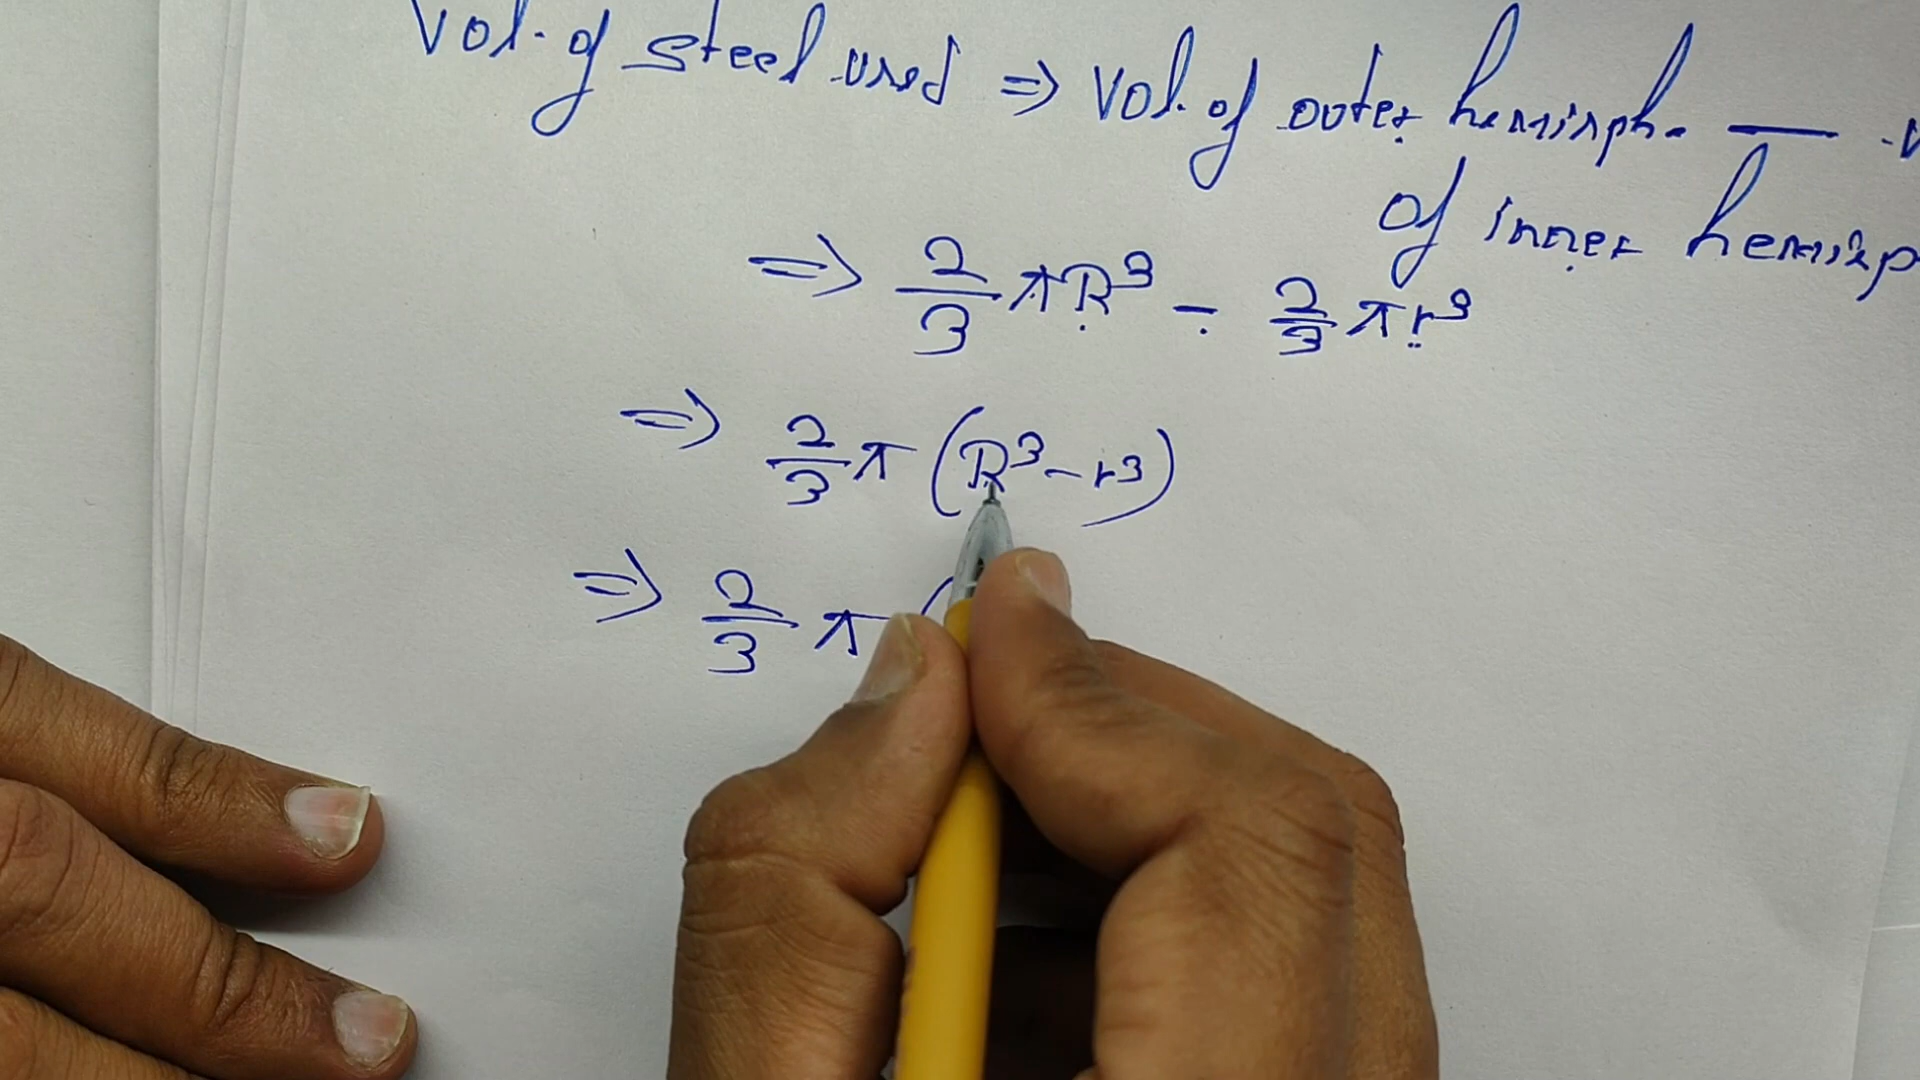 Vol. of steel used ⇒ Vol. of outer hemisph. —
of inner hemisp
⇒ 2/3 πR³ - 2/3 πr³
⇒ 2/3 π (R³-r³)
⇒ 2/3 π (